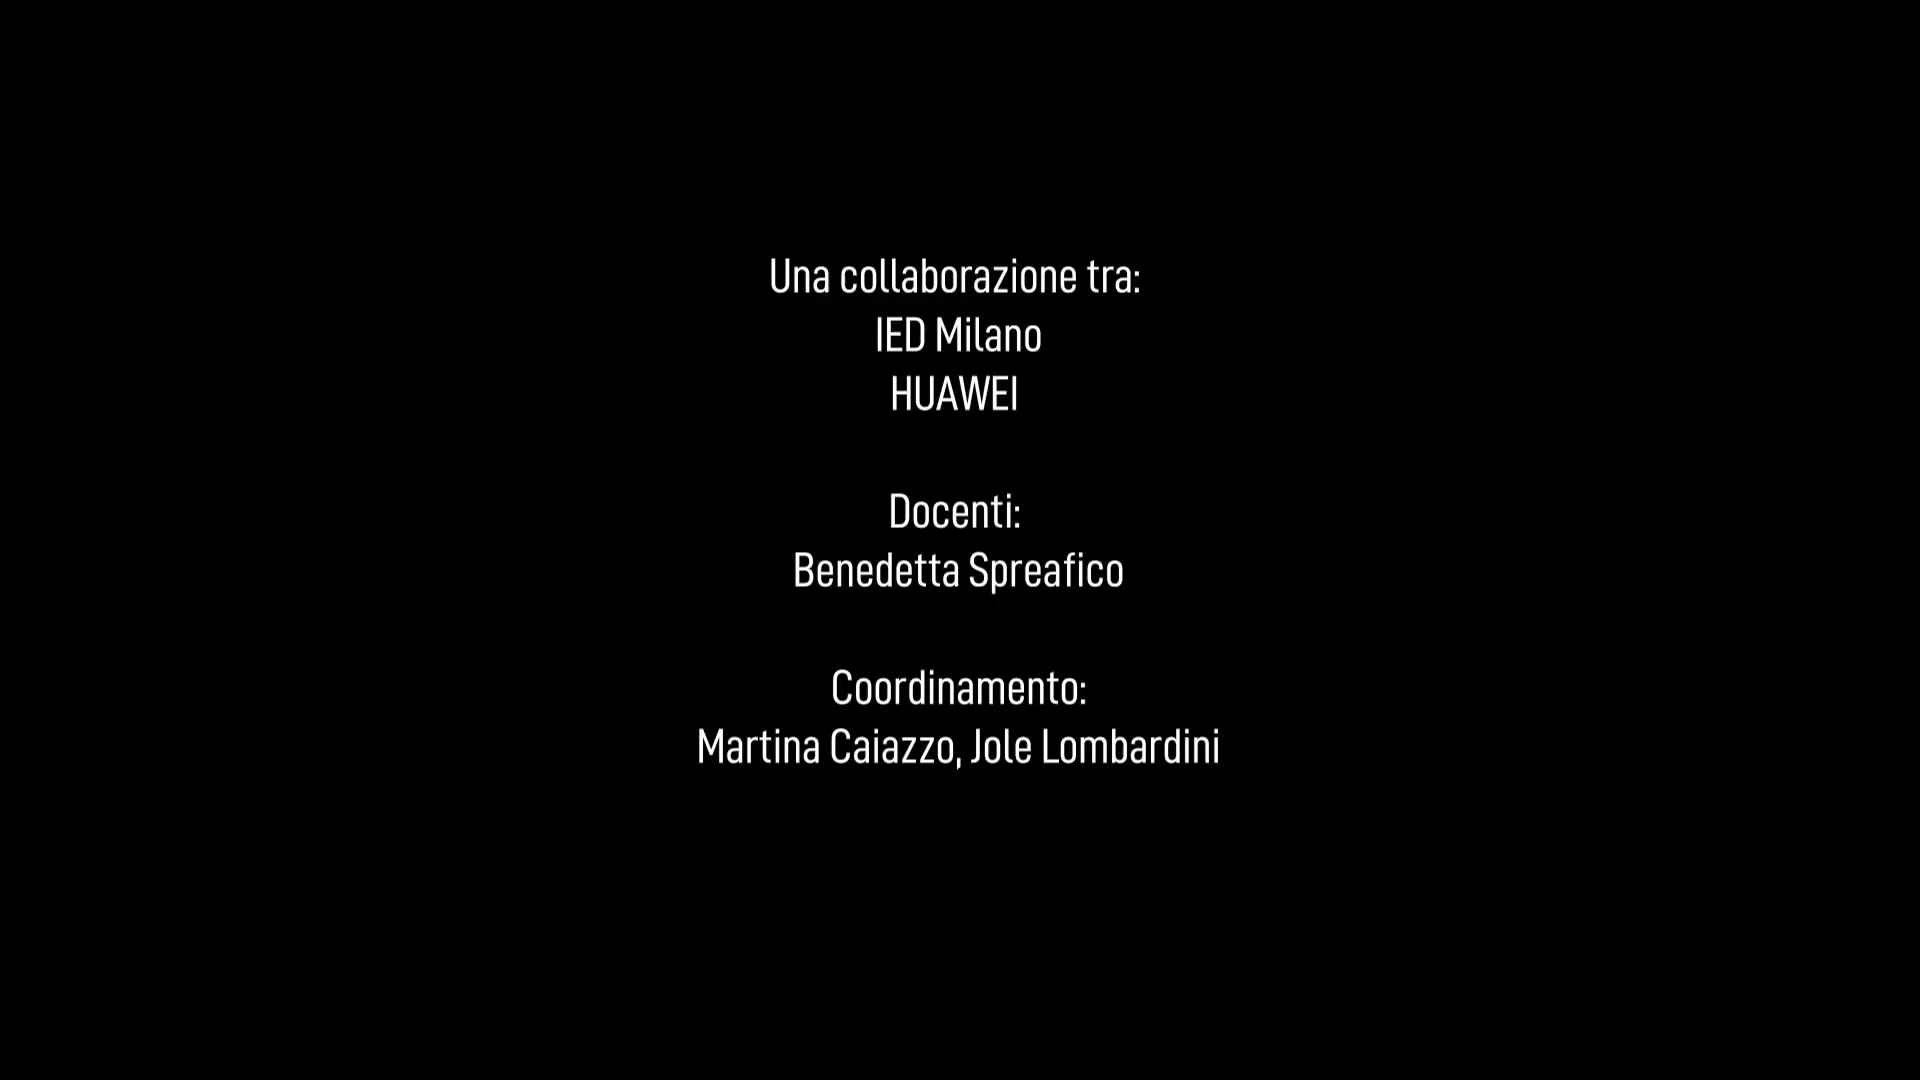 Una collaborazione tra:
IED Milano
HUAWEI
Docenti:
Benedetta Spreafico
Coordinamento:
Martina Caiazzo, Jole Lombardini